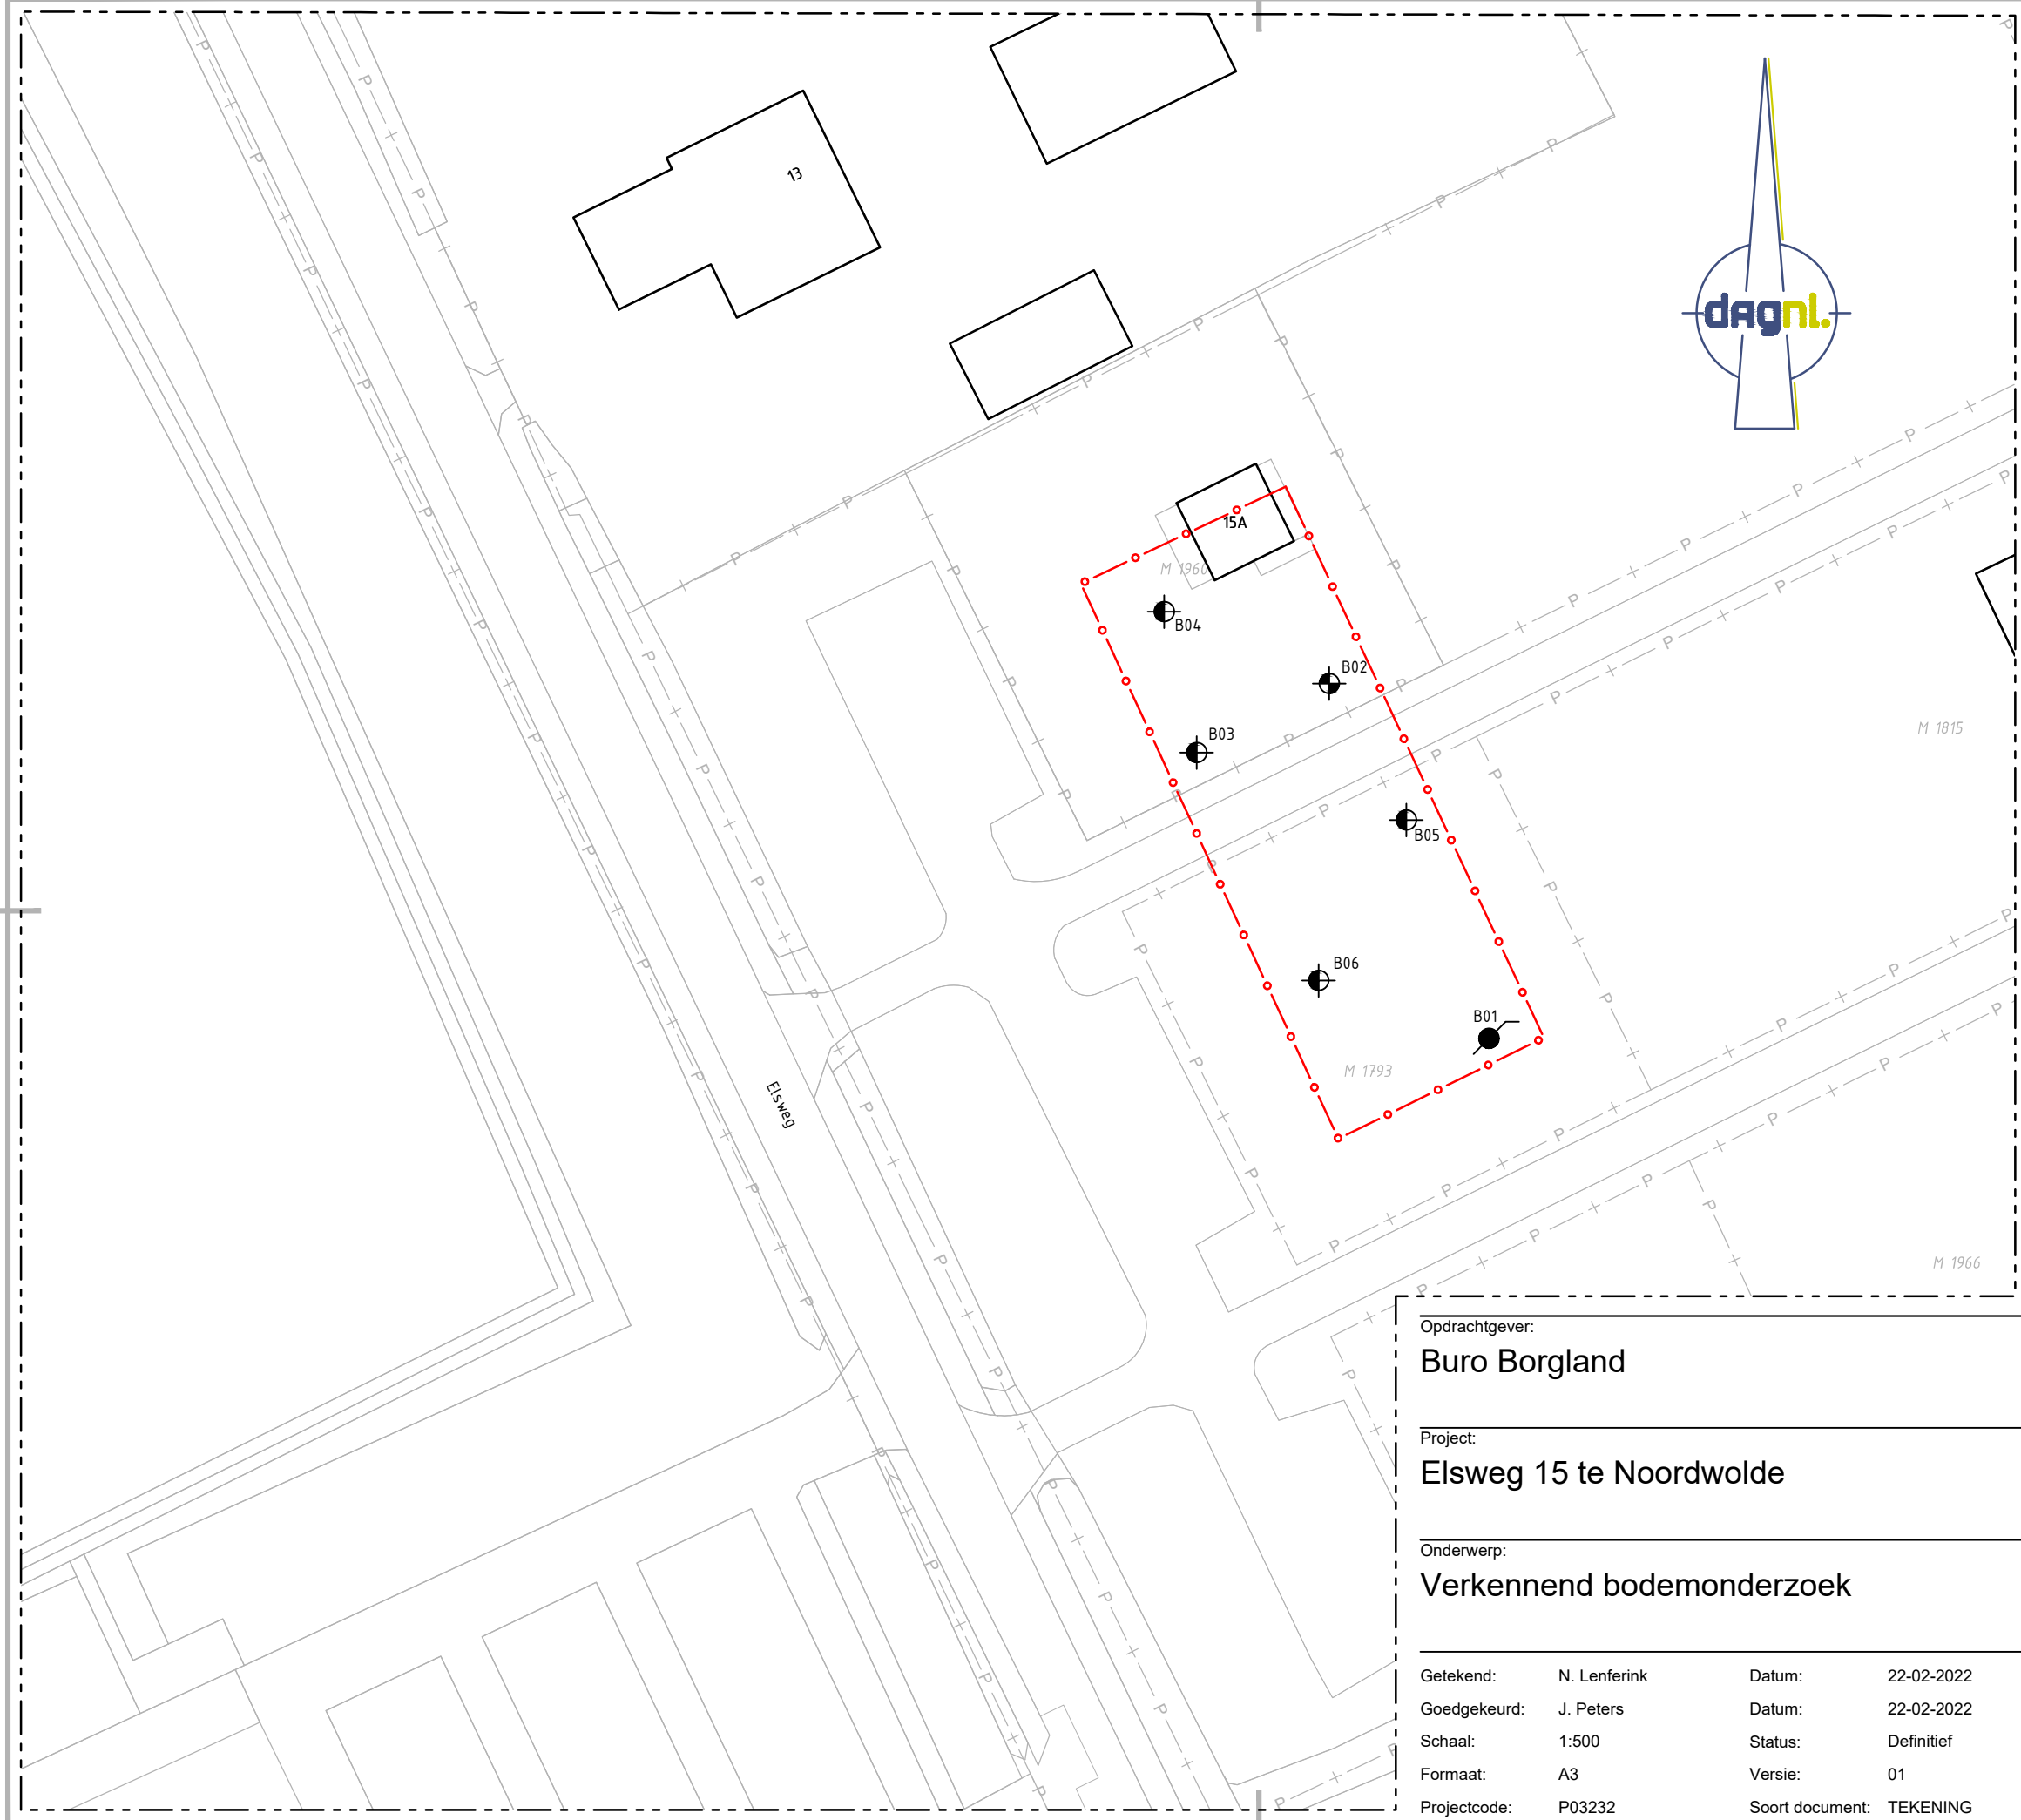 13
dagnl.
15A
M 1960
B04
B02
B03
M 1815
B05
B06
B01
M 1793
Elsweg
M 1966
Opdrachtgever:
Buro Borgland
Project:
Elsweg 15 te Noordwolde
Onderwerp:
Verkennend bodemonderzoek
Getekend: N. Lenferink Datum: 22-02-2022
Goedgekeurd: J. Peters Datum: 22-02-2022
Schaal: 1:500 Status: Definitief
Formaat: A3 Versie: 01
Projectcode: P03232 Soort document: TEKENING